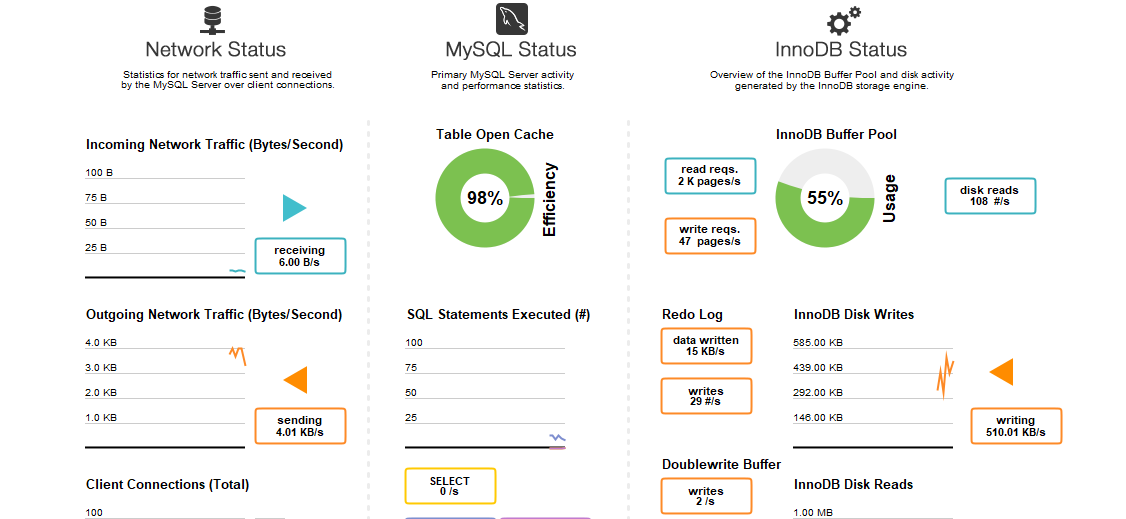 Network Status
Statistics for network traffic sent and received
by the MySQL Server over client connections.
Incoming Network Traffic (Bytes/Second)
100 B
75 B
50 B
25 B
receiving
6.00 B/s
Outgoing Network Traffic (Bytes/Second)
4.0 KB
3.0 KB
2.0 KB
1.0 KB
sending
4.01 KB/s
Client Connections (Total)
100
MySQL Status
Primary MySQL Server activity
and performance statistics.
Table Open Cache
98%
Efficiency
SQL Statements Executed (#)
100
75
50
25
SELECT
0 /s
InnoDB Status
Overview of the InnoDB Buffer Pool and disk activity
generated by the InnoDB storage engine.
InnoDB Buffer Pool
read reqs.
2 K pages/s
write reqs.
47 pages/s
55%
Usage
disk reads
108 #/s
Redo Log
data written
15 KB/s
writes
29 #/s
Doublewrite Buffer
writes
2 /s
InnoDB Disk Writes
585.00 KB
439.00 KB
292.00 KB
146.00 KB
writing
510.01 KB/s
InnoDB Disk Reads
1.00 MB